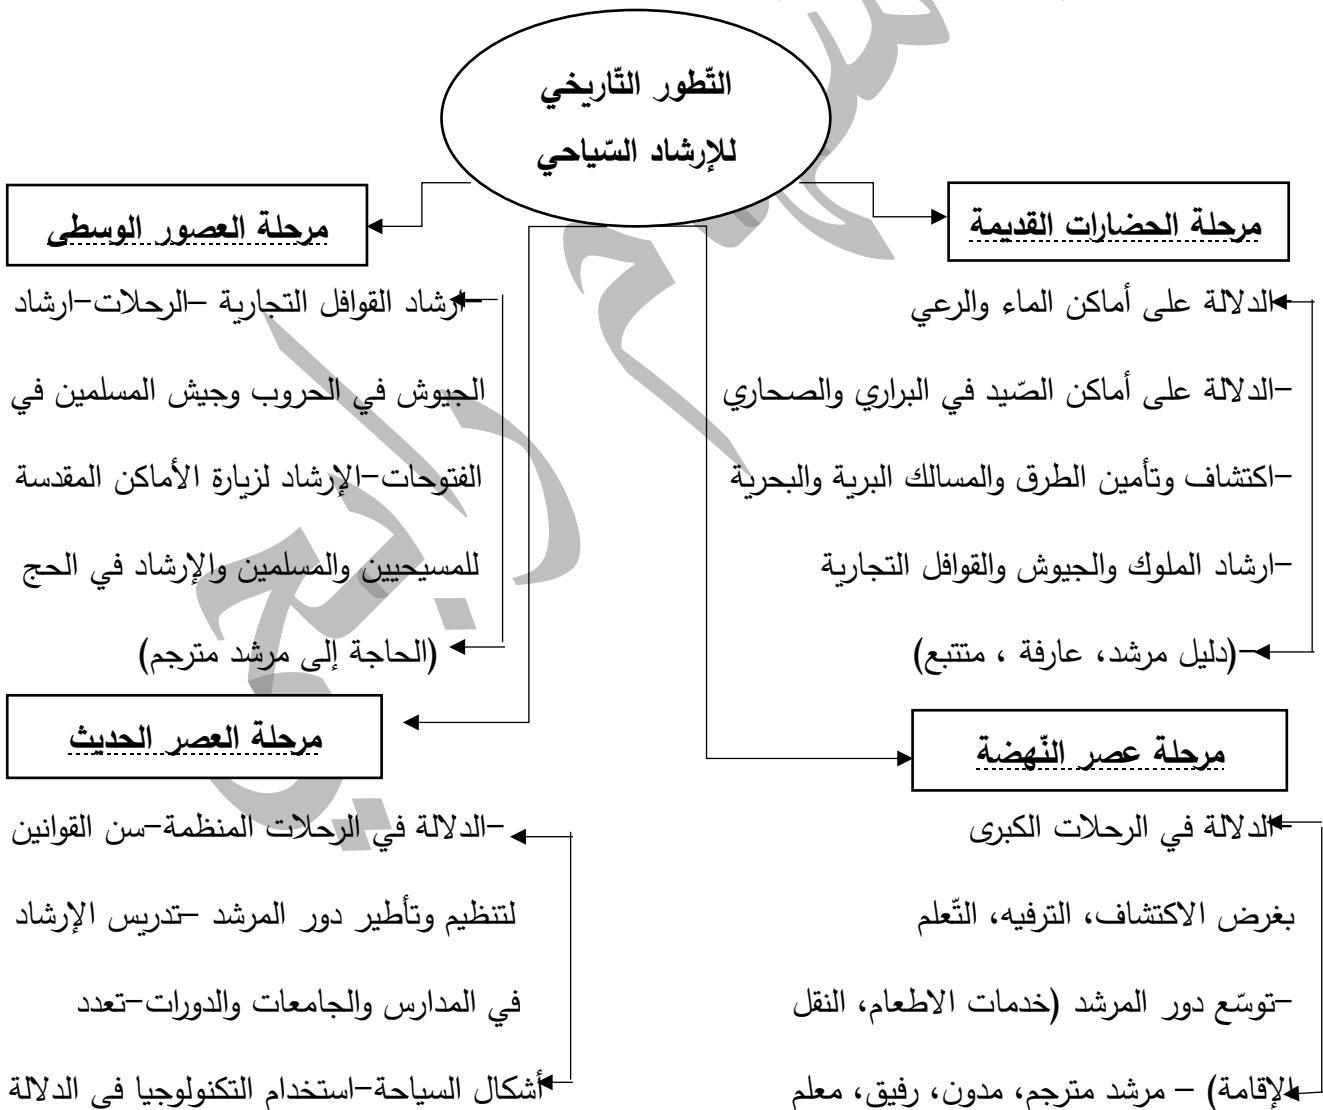 التّطور التّاريخي
للإرشاد السّياحي
مرحلة الحضارات القديمة
-الدلالة على أماكن الماء والرعي
-الدلالة على أماكن الصّيد في البراري والصحاري
-اكتشاف وتأمين الطرق والمسالك البرية والبحرية
-ارشاد الملوك والجيوش والقوافل التجارية
-(دليل مرشد، عارفة ، متتبع)
مرحلة العصور الوسطى
-ارشاد القوافل التجارية -الرحلات-ارشاد
الجيوش في الحروب وجيش المسلمين في
الفتوحات-الإرشاد لزيارة الأماكن المقدسة
للمسيحيين والمسلمين والإرشاد في الحج
(الحاجة إلى مرشد مترجم)
مرحلة عصر النّهضة
-الدلالة في الرحلات الكبرى
بغرض الاكتشاف، الترفيه، التّعلم
-توسّع دور المرشد (خدمات الاطعام، النقل
الإقامة) - مرشد مترجم، مدون، رفيق، معلم
مرحلة العصر الحديث
-الدلالة في الرحلات المنظمة-سن القوانين
لتنظيم وتأطير دور المرشد -تدريس الإرشاد
في المدارس والجامعات والدورات-تعدد
أشكال السياحة-استخدام التكنولوجيا في الدلالة